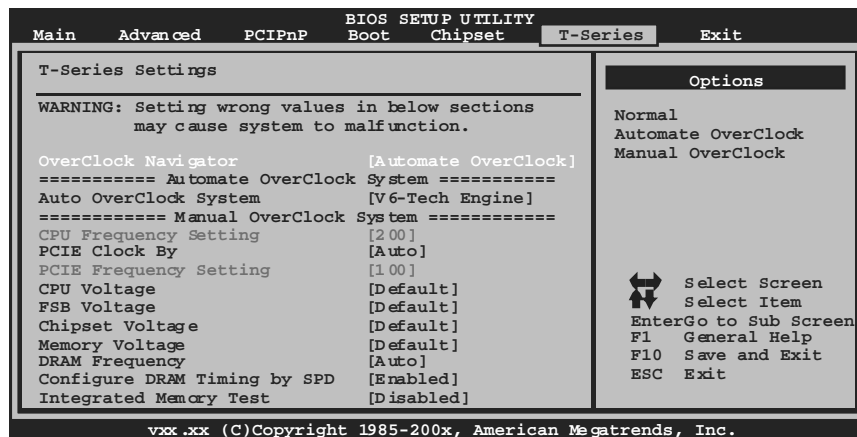 BIOS SETUP UTILITY
Main Advanced PCIPnP Boot Chipset T-Series Exit
T-Series Settings
WARNING: Setting wrong values in below sections
may cause system to malfunction.
OverClock Navigator [Automate OverClock]
=========== Automate OverClock System ===========
Auto OverClock System [V6-Tech Engine]
============ Manual OverClock System ============
CPU Frequency Setting [200]
PCIE Clock By [Auto]
PCIE Frequency Setting [100]
CPU Voltage [Default]
FSB Voltage [Default]
Chipset Voltage [Default]
Memory Voltage [Default]
DRAM Frequency [Auto]
Configure DRAM Timing by SPD [Enabled]
Integrated Memory Test [Disabled]
Options
Normal
Automate OverClock
Manual OverClock
Select Screen
Select Item
EnterGo to Sub Screen
F1 General Help
F10 Save and Exit
ESC Exit
vxx.xx (C)Copyright 1985-200x, American Megatrends, Inc.